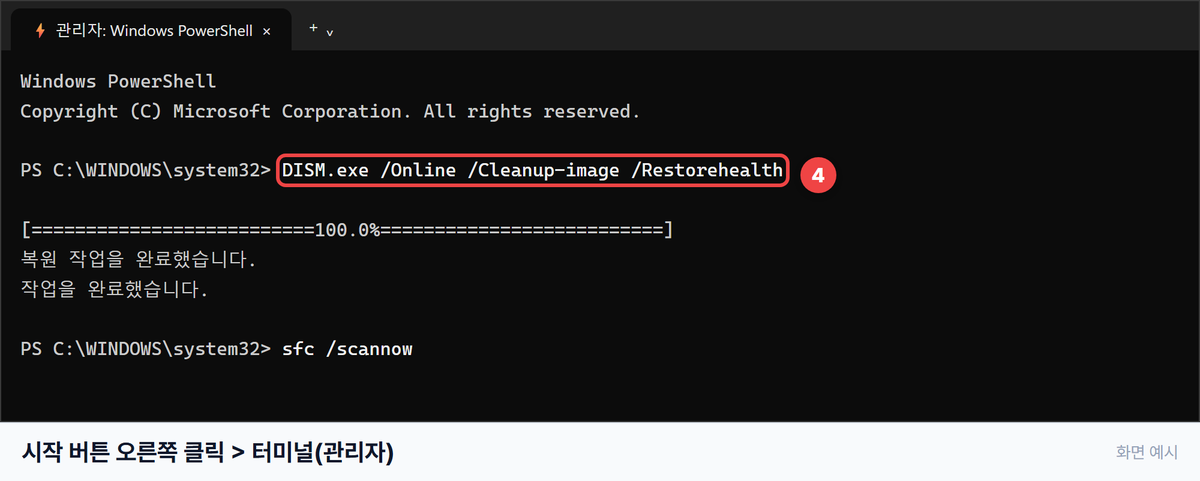 관리자: Windows PowerShell × + ⌄
Windows PowerShell
Copyright (C) Microsoft Corporation. All rights reserved.
PS C:\WINDOWS\system32> DISM.exe /Online /Cleanup-image /Restorehealth 4
[==========================100.0%==========================]
복원 작업을 완료했습니다.
작업을 완료했습니다.
PS C:\WINDOWS\system32> sfc /scannow
시작 버튼 오른쪽 클릭 > 터미널(관리자) 화면 예시